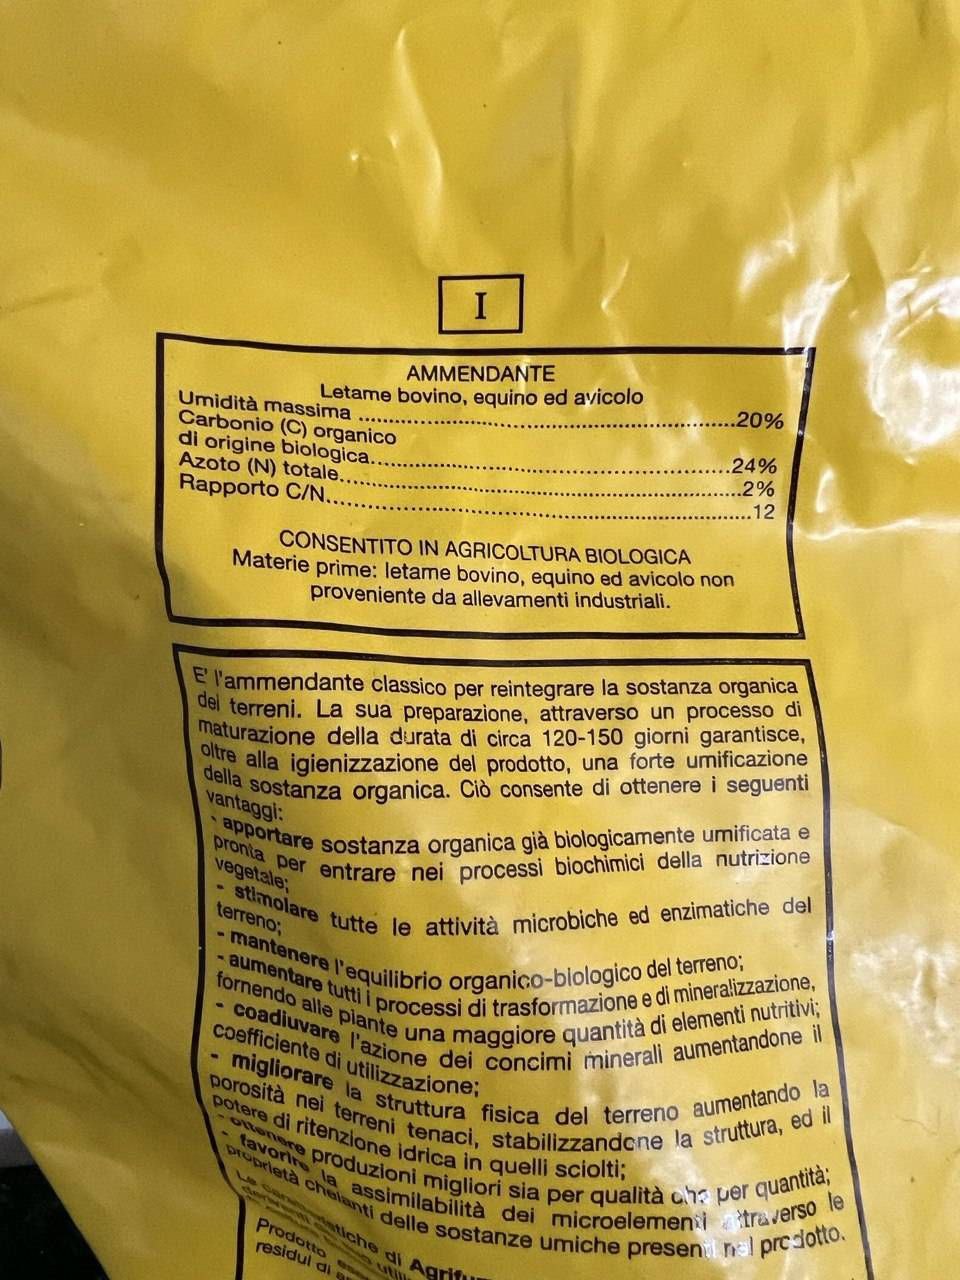 I
AMMENDANTE
Letame bovino, equino ed avicolo
Umidità massima ........................20%
Carbonio (C) organico
di origine biologica........................24%
Azoto (N) totale........................2%
Rapporto C/N........................12
CONSENTITO IN AGRICOLTURA BIOLOGICA
Materie prime: letame bovino, equino ed avicolo non
proveniente da allevamenti industriali.
E' l'ammendante classico per reintegrare la sostanza organica
dei terreni. La sua preparazione, attraverso un processo di
maturazione della durata di circa 120-150 giorni garantisce,
oltre alla igienizzazione del prodotto, una forte umificazione
della sostanza organica. Ciò consente di ottenere i seguenti
vantaggi:
- apportare sostanza organica già biologicamente umificata e
pronta per entrare nei processi biochimici della nutrizione
vegetale;
- stimolare tutte le attività microbiche ed enzimatiche del
terreno;
- mantenere l'equilibrio organico-biologico del terreno;
- aumentare tutti i processi di trasformazione e di mineralizzazione,
fornendo alle piante una maggiore quantità di elementi nutritivi;
- coadiuvare l'azione dei concimi minerali aumentandone il
coefficiente di utilizzazione;
- migliorare la struttura fisica del terreno aumentando la
porosità nei terreni tenaci, stabilizzandone la struttura, ed il
potere di ritenzione idrica in quelli sciolti;
- ottenere produzioni migliori sia per qualità che per quantità;
- favorire la assimilabilità dei microelementi attraverso le
proprietà chelanti delle sostanze umiche presenti nel prodotto.
Le caratteristiche di
Prodotto
residui di